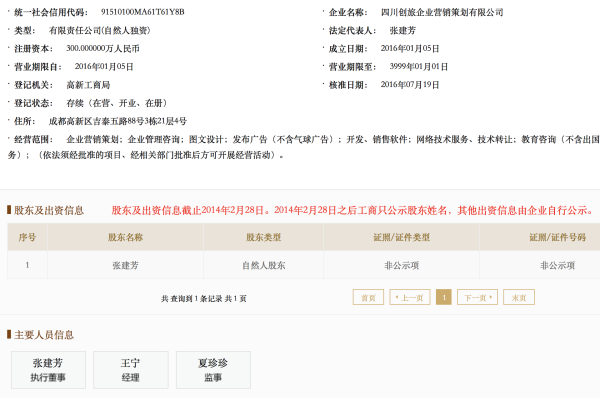 · 统一社会信用代码： 91510100MA61T61Y8B · 企业名称： 四川创旅企业营销策划有限公司
· 类型： 有限责任公司(自然人独资) · 法定代表人： 张建芳
· 注册资本： 300.000000万人民币 · 成立日期： 2016年01月05日
· 营业期限自： 2016年01月05日 · 营业期限至： 3999年01月01日
· 登记机关： 高新工商局 · 核准日期： 2016年07月19日
· 登记状态： 存续（在营、开业、在册）
· 住所： 成都高新区吉泰五路88号3栋21层4号
· 经营范围： 企业营销策划；企业管理咨询；图文设计；发布广告（不含气球广告）；开发、销售软件；网络技术服务、技术转让；教育咨询（不含出国
务）；（依法须经批准的项目、经相关部门批准后方可开展经营活动）。
股东及出资信息 股东及出资信息截止2014年2月28日。2014年2月28日之后工商只公示股东姓名，其他出资信息由企业自行公示。
序号 股东名称 股东类型 证照/证件类型 证照/证件号码
1 张建芳 自然人股东 非公示项 非公示项
共 查询到 1 条记录 共 1 页 首页 * 上一页 1 下一页 * 末页
主要人员信息
张建芳 王宁 夏珍珍
执行董事 经理 监事